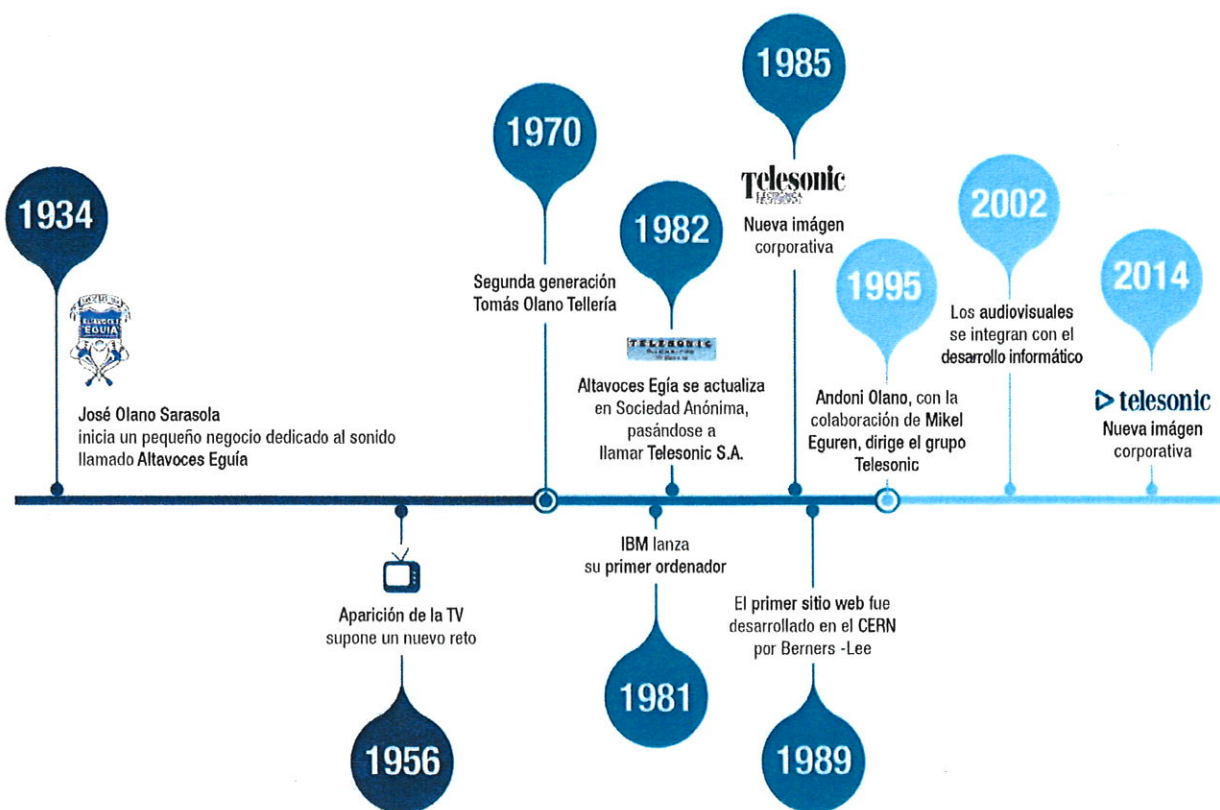 1934
ALTAVOCES
EGUIA
José Olano Sarasola
inicia un pequeño negocio dedicado al sonido
llamado Altavoces Eguía
1956
Aparición de la TV
supone un nuevo reto
1970
Segunda generación
Tomás Olano Tellería
1981
IBM lanza
su primer ordenador
1982
TELESONIC
Altavoces Egía se actualiza
en Sociedad Anónima,
pasándose a
llamar Telesonic S.A.
1985
Telesonic
ELECTRÓNICA
Nueva imágen
corporativa
1989
El primer sitio web fue
desarrollado en el CERN
por Berners -Lee
1995
Andoni Olano, con la
colaboración de Mikel
Eguren, dirige el grupo
Telesonic
2002
Los audiovisuales
se integran con el
desarrollo informático
2014
telesonic
Nueva imágen
corporativa